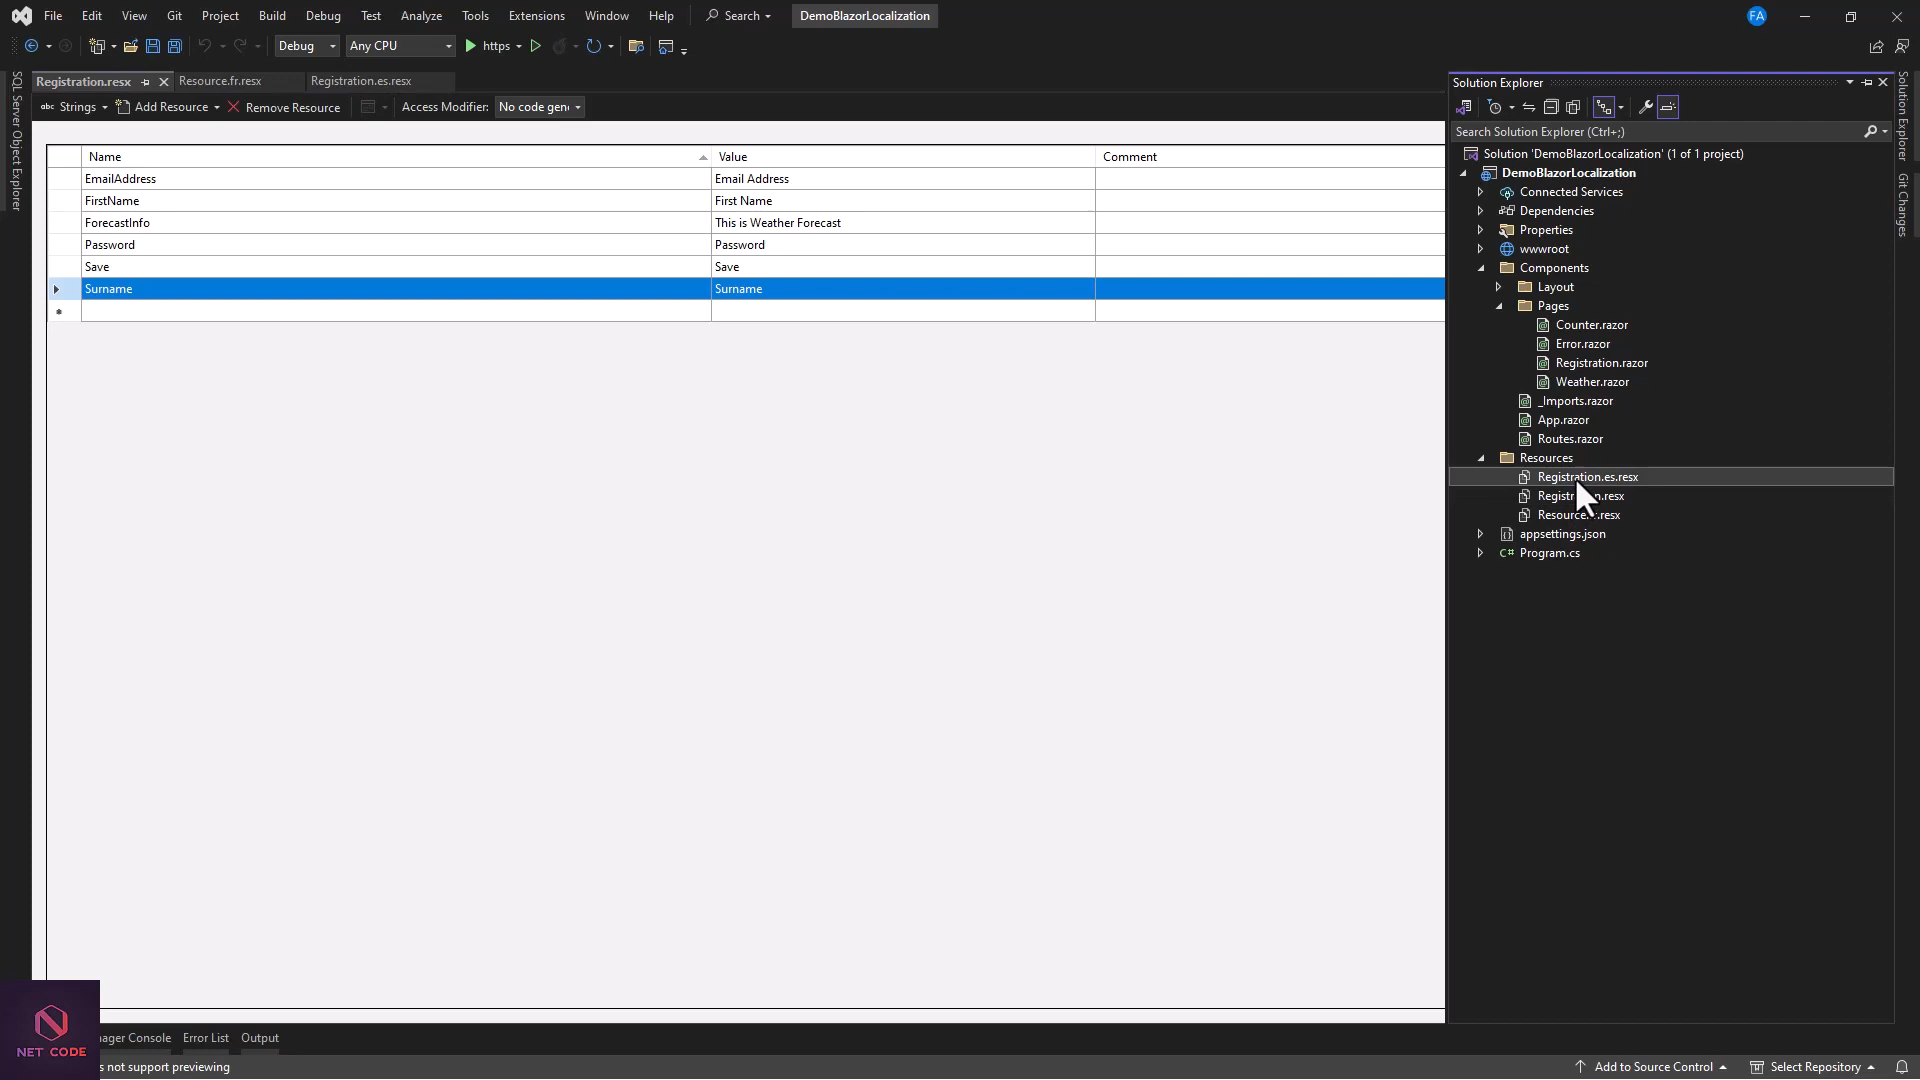 File Edit View Git Project Build Debug Test Analyze Tools Extensions Window Help Search DemoBlazorLocalization FA
Debug Any CPU https
Registration.resx Resource.fr.resx Registration.es.resx
abc Strings Add Resource Remove Resource Access Modifier: No code gene
SQL Server Object Explorer
Name Value Comment
EmailAddress Email Address
FirstName First Name
ForecastInfo This is Weather Forecast
Password Password
Save Save
Surname Surname
Solution Explorer
Search Solution Explorer (Ctrl+;)
Solution 'DemoBlazorLocalization' (1 of 1 project)
DemoBlazorLocalization
Connected Services
Dependencies
Properties
wwwroot
Components
Layout
Pages
Counter.razor
Error.razor
Registration.razor
Weather.razor
_Imports.razor
App.razor
Routes.razor
Resources
Registration.es.resx
.resx
.resx
appsettings.json
C# Program.cs
Solution Explorer
Git Changes
NET CODE
ager Console Error List Output
s not support previewing
Add to Source Control Select Repository